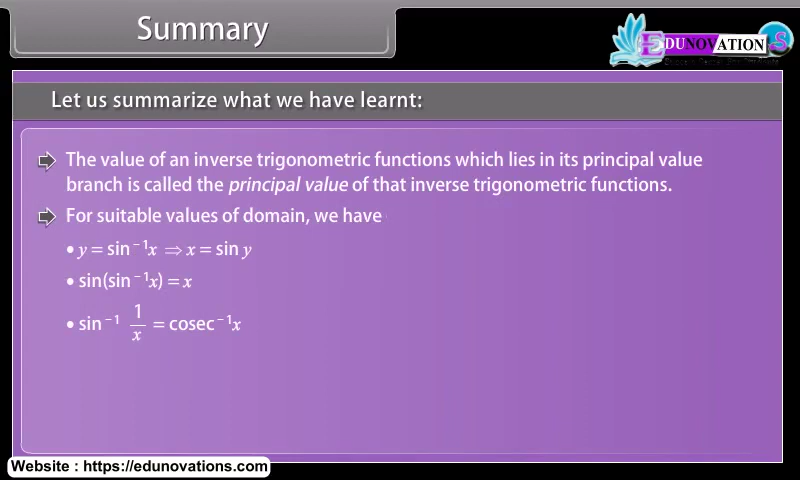 Summary
EDUNOVATION S
Let us summarize what we have learnt:
The value of an inverse trigonometric functions which lies in its principal value
branch is called the principal value of that inverse trigonometric functions.
For suitable values of domain, we have
• y = sin⁻¹x ⇒ x = sin y
• sin(sin⁻¹x) = x
• sin⁻¹ 1/x = cosec⁻¹x
Website : https://edunovations.com